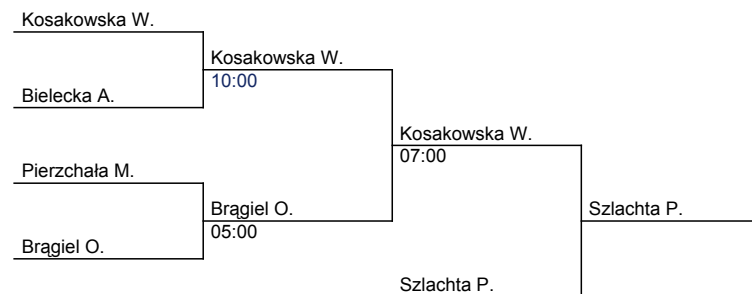 Kosakowska W.
Kosakowska W.
10:00
Bielecka A.
Kosakowska W.
07:00
Pierzchała M.
Brągiel O.
05:00
Szlachta P.
Brągiel O.
Szlachta P.